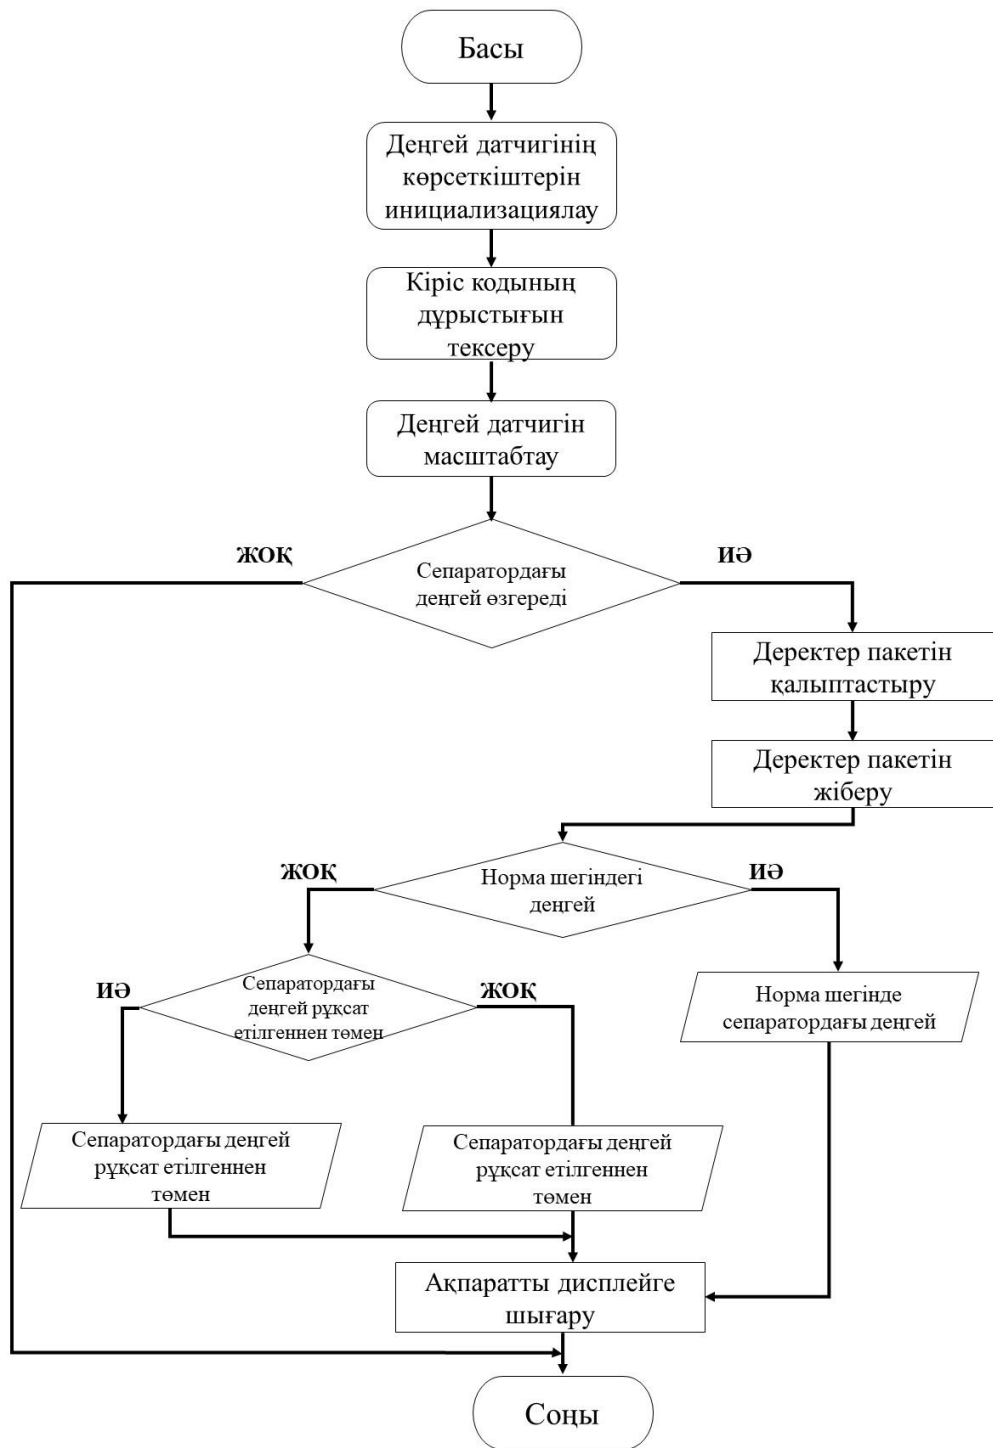 Басы
Деңгей датчигінің
көрсеткіштерін
инициализациялау
Кіріс кодының
дұрыстығын
тексеру
Деңгей датчигін
масштабтау
ЖОҚ
ИӘ
Сепаратордағы
деңгей өзгереді
Деректер пакетін
қалыптастыру
Деректер пакетін
жіберу
ЖОҚ
ИӘ
Норма шегіндегі
деңгей
ИӘ
ЖОҚ
Сепаратордағы
деңгей рұқсат
етілгеннен төмен
Норма шегінде
сепаратордағы деңгей
Сепаратордағы деңгей
рұқсат етілгеннен
төмен
Сепаратордағы деңгей
рұқсат етілгеннен
төмен
Ақпаратты дисплейге
шығару
Соңы